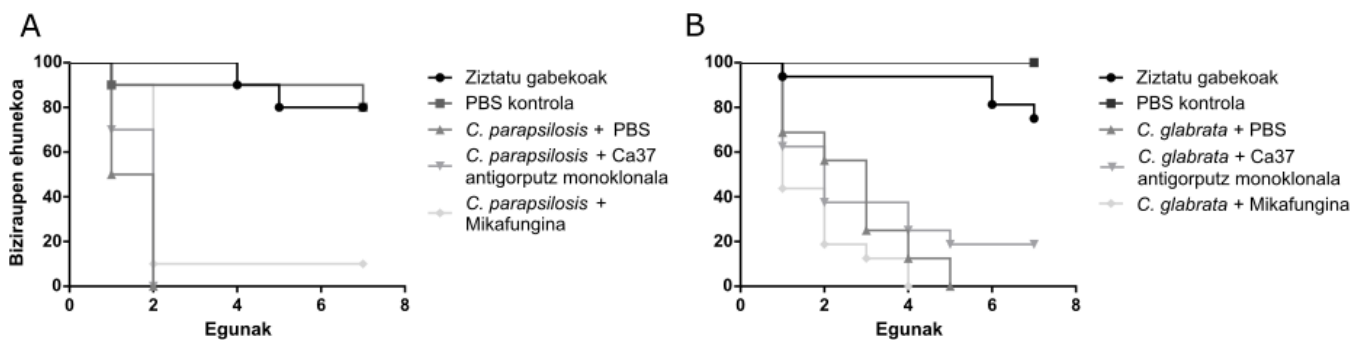 A
Biziraupen ehunekoa
100
80
60
40
20
0
0 2 4 6 8
Egunak
Ziztatu gabekoak
PBS kontrola
C. parapsilosis + PBS
C. parapsilosis + Ca37
antigorputz monoklonala
C. parapsilosis +
Mikafungina
B
100
80
60
40
20
0
0 2 4 6 8
Egunak
Ziztatu gabekoak
PBS kontrola
C. glabrata + PBS
C. glabrata + Ca37
antigorputz monoklonala
C. glabrata + Mikafungina